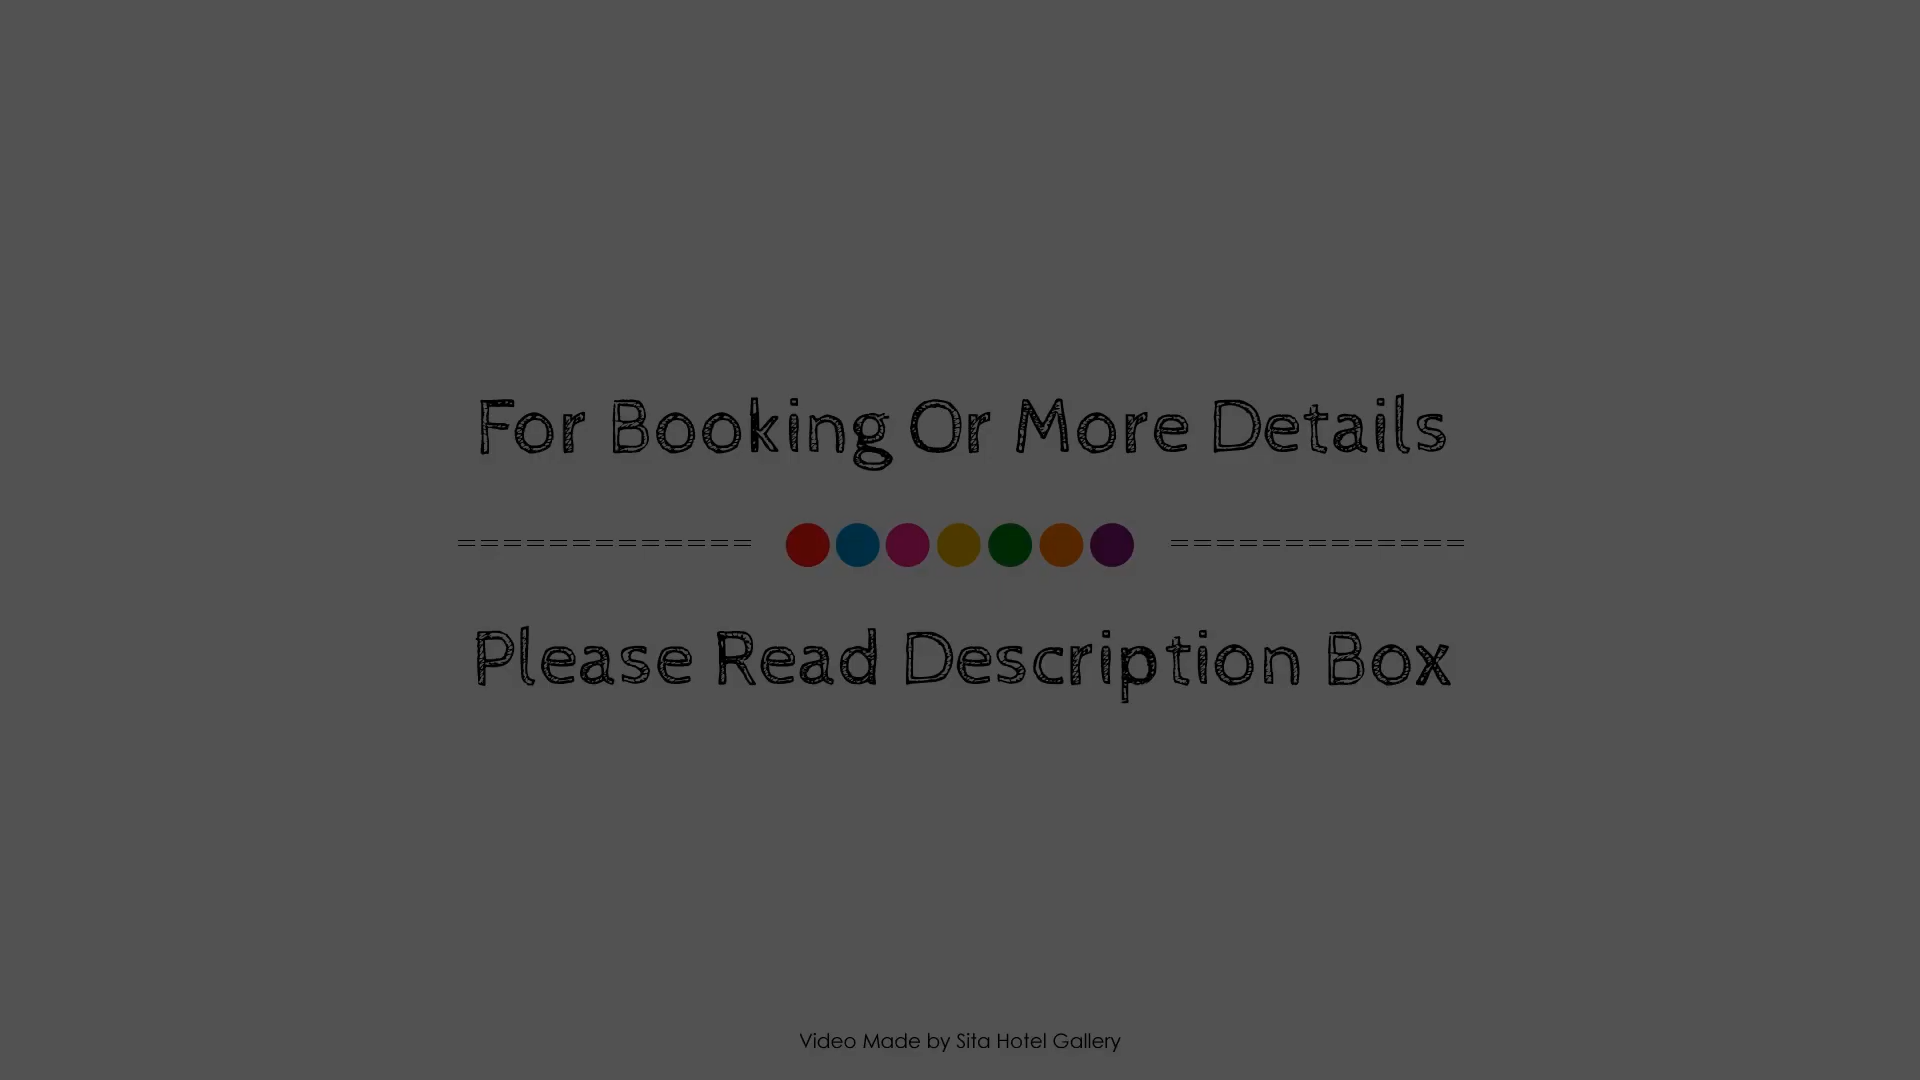 For Booking Or More Details
============= =============
Please Read Description Box
Video Made by Sita Hotel Gallery